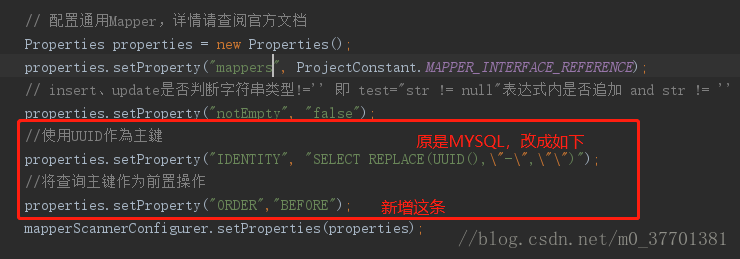 // 配置通用Mapper，详情请查阅官方文档
Properties properties = new Properties();
properties.setProperty("mappers", ProjectConstant.MAPPER_INTERFACE_REFERENCE);
// insert、update是否判断字符串类型!='' 即 test="str != null"表达式内是否追加 and str != ''
properties.setProperty("notEmpty", "false");
//使用UUID作為主鍵
原是MYSQL，改成如下
properties.setProperty("IDENTITY", "SELECT REPLACE(UUID(),\"-\",\"\")");
//将查询主键作为前置操作
properties.setProperty("ORDER","BEFORE");
新增这条
mapperScannerConfigurer.setProperties(properties);
//blog.csdn.net/m0_37701381